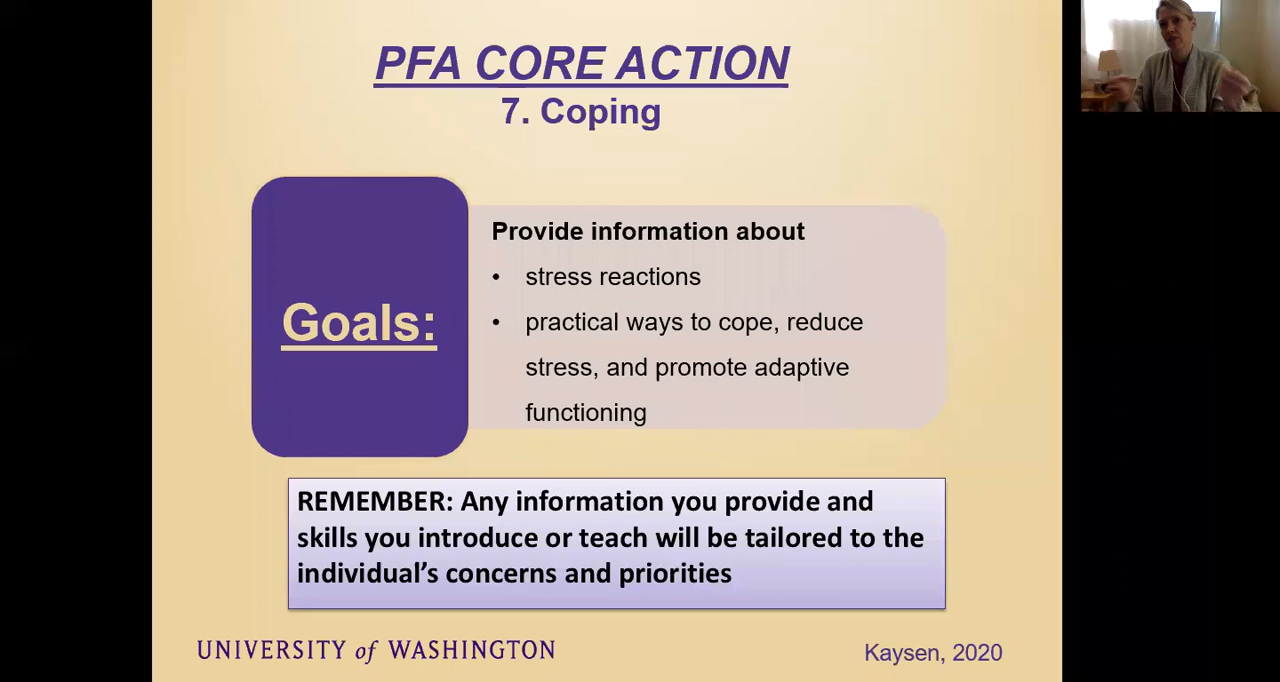 PFA CORE ACTION
7. Coping
Goals:
Provide information about
• stress reactions
• practical ways to cope, reduce
stress, and promote adaptive
functioning
REMEMBER: Any information you provide and
skills you introduce or teach will be tailored to the
individual’s concerns and priorities
UNIVERSITY of WASHINGTON
Kaysen, 2020